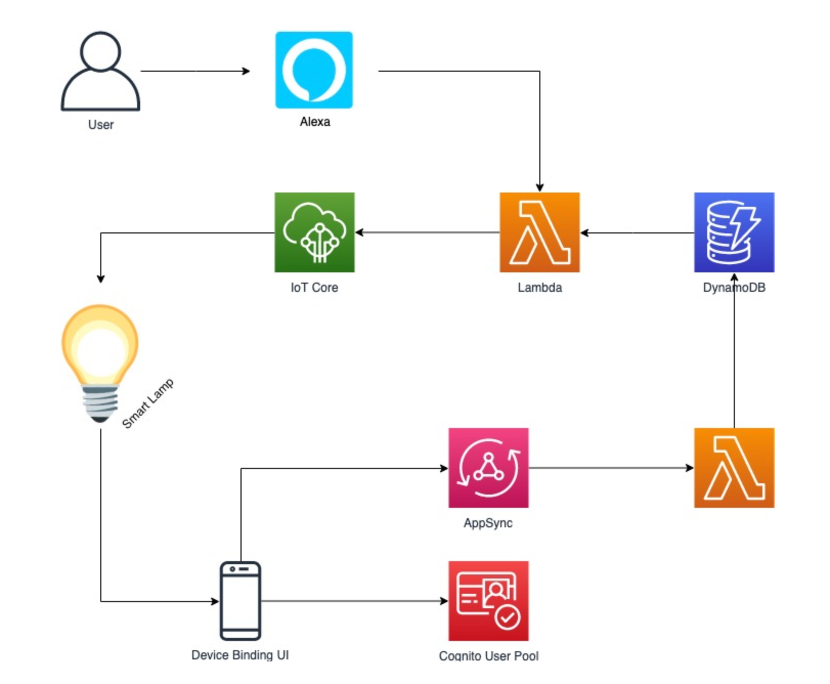 User
Alexa
IoT Core
Lambda
DynamoDB
Smart Lamp
AppSync
Device Binding UI
Cognito User Pool